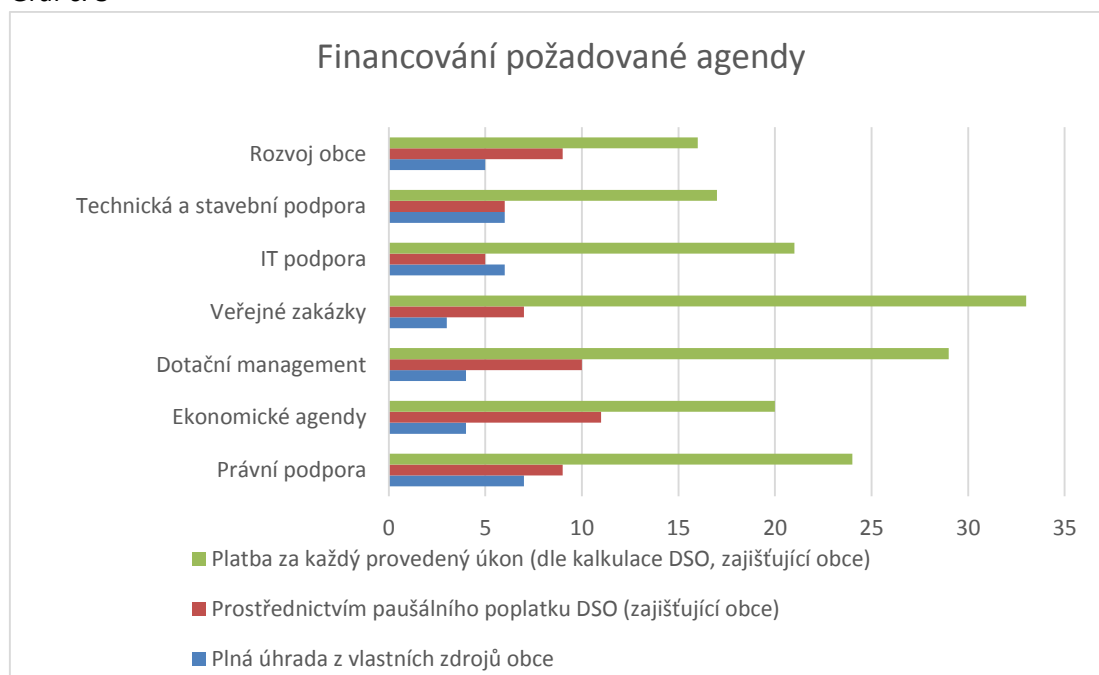 Financování požadované agendy
Rozvoj obce
Technická a stavební podpora
IT podpora
Veřejné zakázky
Dotační management
Ekonomické agendy
Právní podpora
0 5 10 15 20 25 30 35
Platba za každý provedený úkon (dle kalkulace DSO, zajišťující obce)
Prostřednictvím paušálního poplatku DSO (zajišťující obce)
Plná úhrada z vlastních zdrojů obce